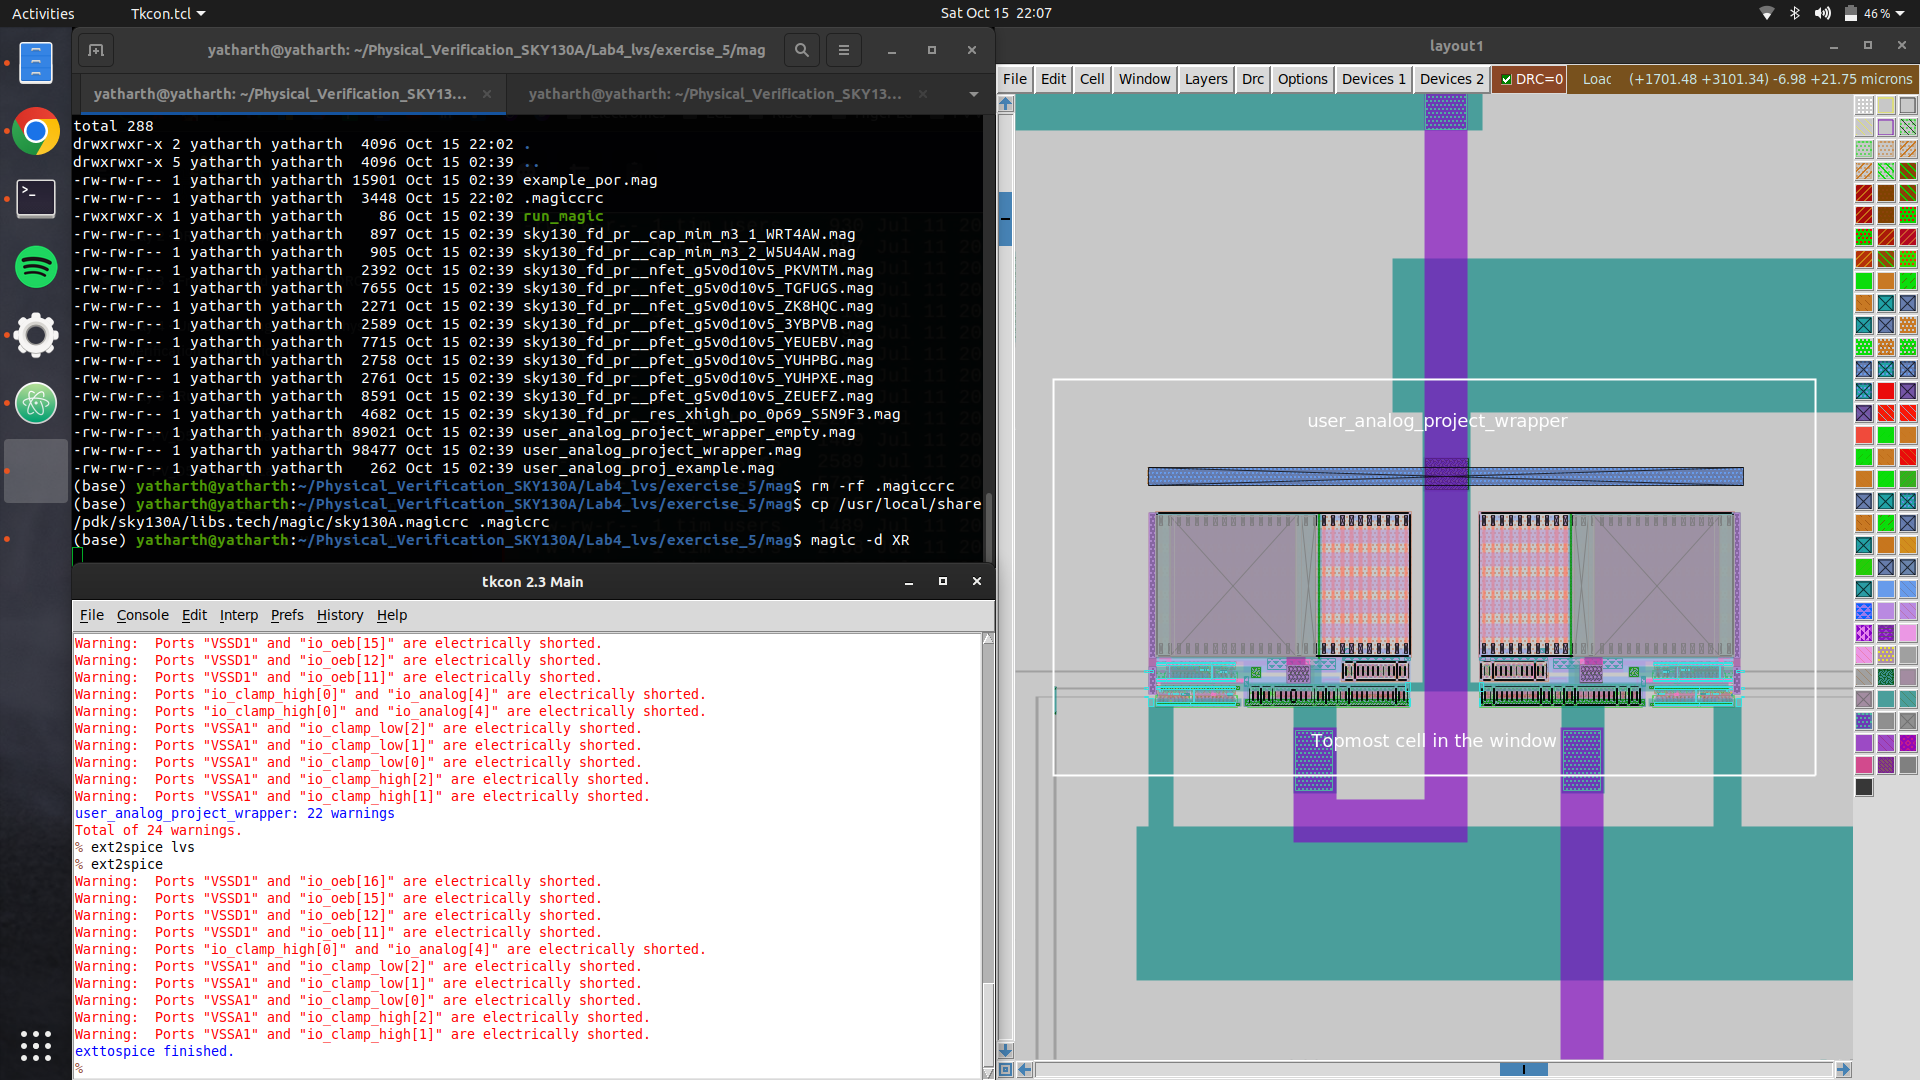 Activities
Tkcon.tcl
Sat Oct 15 22:07
46 %
yatharth@yatharth: ~/Physical_Verification_SKY130A/Lab4_lvs/exercise_5/mag
yatharth@yatharth: ~/Physical_Verification_SKY13...
yatharth@yatharth: ~/Physical_Verification_SKY13...
total 288
drwxrwxr-x 2 yatharth yatharth  4096 Oct 15 22:02 .
drwxrwxr-x 5 yatharth yatharth  4096 Oct 15 02:39 ..
-rw-rw-r-- 1 yatharth yatharth 15901 Oct 15 02:39 example_por.mag
-rw-rw-r-- 1 yatharth yatharth  3448 Oct 15 22:02 .magiccrc
-rwxrwxr-x 1 yatharth yatharth    86 Oct 15 02:39 run_magic
-rw-rw-r-- 1 yatharth yatharth   897 Oct 15 02:39 sky130_fd_pr__cap_mim_m3_1_WRT4AW.mag
-rw-rw-r-- 1 yatharth yatharth   905 Oct 15 02:39 sky130_fd_pr__cap_mim_m3_2_W5U4AW.mag
-rw-rw-r-- 1 yatharth yatharth  2392 Oct 15 02:39 sky130_fd_pr__nfet_g5v0d10v5_PKVMTM.mag
-rw-rw-r-- 1 yatharth yatharth  7655 Oct 15 02:39 sky130_fd_pr__nfet_g5v0d10v5_TGFUGS.mag
-rw-rw-r-- 1 yatharth yatharth  2271 Oct 15 02:39 sky130_fd_pr__nfet_g5v0d10v5_ZK8HQC.mag
-rw-rw-r-- 1 yatharth yatharth  2589 Oct 15 02:39 sky130_fd_pr__pfet_g5v0d10v5_3YBPVB.mag
-rw-rw-r-- 1 yatharth yatharth  7715 Oct 15 02:39 sky130_fd_pr__pfet_g5v0d10v5_YEUEBV.mag
-rw-rw-r-- 1 yatharth yatharth  2758 Oct 15 02:39 sky130_fd_pr__pfet_g5v0d10v5_YUHPBG.mag
-rw-rw-r-- 1 yatharth yatharth  2761 Oct 15 02:39 sky130_fd_pr__pfet_g5v0d10v5_YUHPXE.mag
-rw-rw-r-- 1 yatharth yatharth  8591 Oct 15 02:39 sky130_fd_pr__pfet_g5v0d10v5_ZEUEFZ.mag
-rw-rw-r-- 1 yatharth yatharth  4682 Oct 15 02:39 sky130_fd_pr__res_xhigh_po_0p69_S5N9F3.mag
-rw-rw-r-- 1 yatharth yatharth 89021 Oct 15 02:39 user_analog_project_wrapper_empty.mag
-rw-rw-r-- 1 yatharth yatharth 98477 Oct 15 02:39 user_analog_project_wrapper.mag
-rw-rw-r-- 1 yatharth yatharth   262 Oct 15 02:39 user_analog_proj_example.mag
(base) yatharth@yatharth:~/Physical_Verification_SKY130A/Lab4_lvs/exercise_5/mag$ rm -rf .magiccrc
(base) yatharth@yatharth:~/Physical_Verification_SKY130A/Lab4_lvs/exercise_5/mag$ cp /usr/local/share
/pdk/sky130A/libs.tech/magic/sky130A.magicrc .magicrc
(base) yatharth@yatharth:~/Physical_Verification_SKY130A/Lab4_lvs/exercise_5/mag$ magic -d XR
tkcon 2.3 Main
File Console Edit Interp Prefs History Help
Warning:  Ports "VSSD1" and "io_oeb[15]" are electrically shorted.
Warning:  Ports "VSSD1" and "io_oeb[12]" are electrically shorted.
Warning:  Ports "VSSD1" and "io_oeb[11]" are electrically shorted.
Warning:  Ports "io_clamp_high[0]" and "io_analog[4]" are electrically shorted.
Warning:  Ports "io_clamp_high[0]" and "io_analog[4]" are electrically shorted.
Warning:  Ports "VSSA1" and "io_clamp_low[2]" are electrically shorted.
Warning:  Ports "VSSA1" and "io_clamp_low[1]" are electrically shorted.
Warning:  Ports "VSSA1" and "io_clamp_low[0]" are electrically shorted.
Warning:  Ports "VSSA1" and "io_clamp_high[2]" are electrically shorted.
Warning:  Ports "VSSA1" and "io_clamp_high[1]" are electrically shorted.
user_analog_project_wrapper: 22 warnings
Total of 24 warnings.
% ext2spice lvs
% ext2spice
Warning:  Ports "VSSD1" and "io_oeb[16]" are electrically shorted.
Warning:  Ports "VSSD1" and "io_oeb[15]" are electrically shorted.
Warning:  Ports "VSSD1" and "io_oeb[12]" are electrically shorted.
Warning:  Ports "VSSD1" and "io_oeb[11]" are electrically shorted.
Warning:  Ports "io_clamp_high[0]" and "io_analog[4]" are electrically shorted.
Warning:  Ports "VSSA1" and "io_clamp_low[2]" are electrically shorted.
Warning:  Ports "VSSA1" and "io_clamp_low[1]" are electrically shorted.
Warning:  Ports "VSSA1" and "io_clamp_low[0]" are electrically shorted.
Warning:  Ports "VSSA1" and "io_clamp_high[2]" are electrically shorted.
Warning:  Ports "VSSA1" and "io_clamp_high[1]" are electrically shorted.
exttospice finished.
%
layout1
File Edit Cell Window Layers Drc Options Devices 1 Devices 2 DRC=0 Loac (+1701.48 +3101.34) -6.98 +21.75 microns
user_analog_project_wrapper
Topmost cell in the window